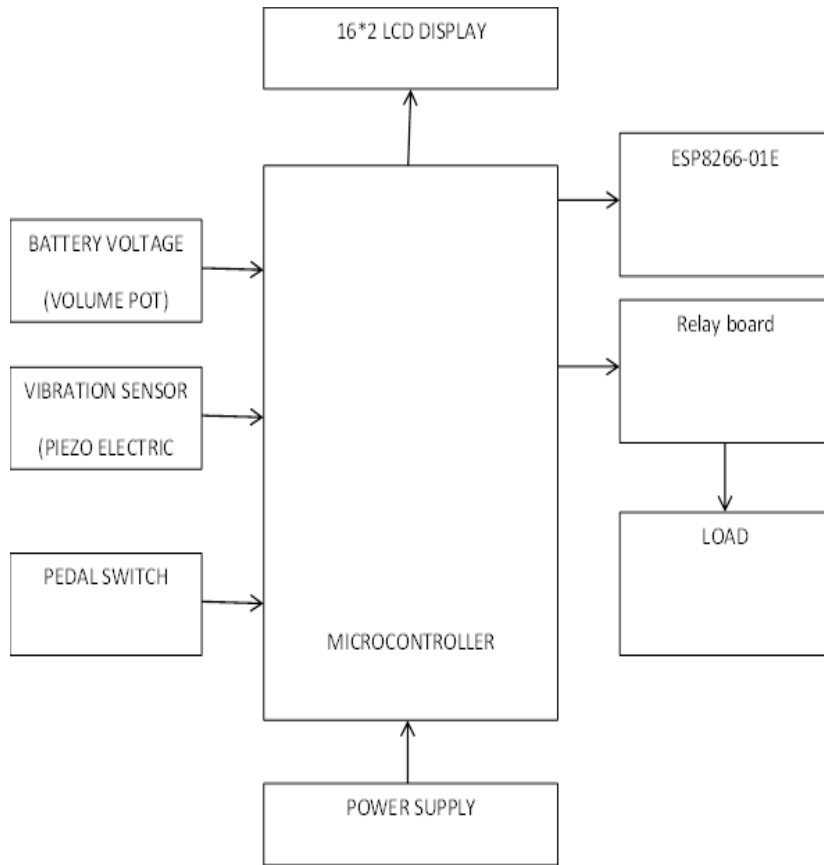 16*2 LCD DISPLAY
ESP8266-01E
BATTERY VOLTAGE
(VOLUME POT)
Relay board
VIBRATION SENSOR
(PIEZO ELECTRIC
LOAD
PEDAL SWITCH
MICROCONTROLLER
POWER SUPPLY